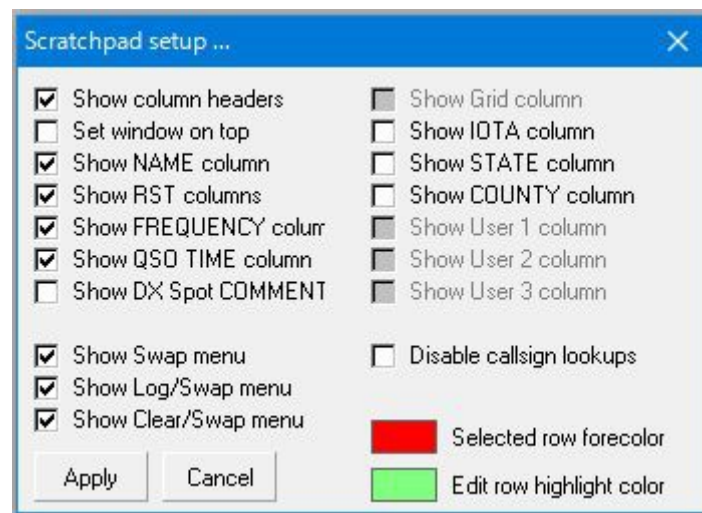 Scratchpad setup ...
Show column headers
Set window on top
Show NAME column
Show RST columns
Show FREQUENCY colum
Show QSO TIME column
Show DX Spot COMMENT
Show Swap menu
Show Log/Swap menu
Show Clear/Swap menu
Apply
Cancel
Show Grid column
Show IOTA column
Show STATE column
Show COUNTY column
Show User 1 column
Show User 2 column
Show User 3 column
Disable callsign lookups
Selected row forecolor
Edit row highlight color